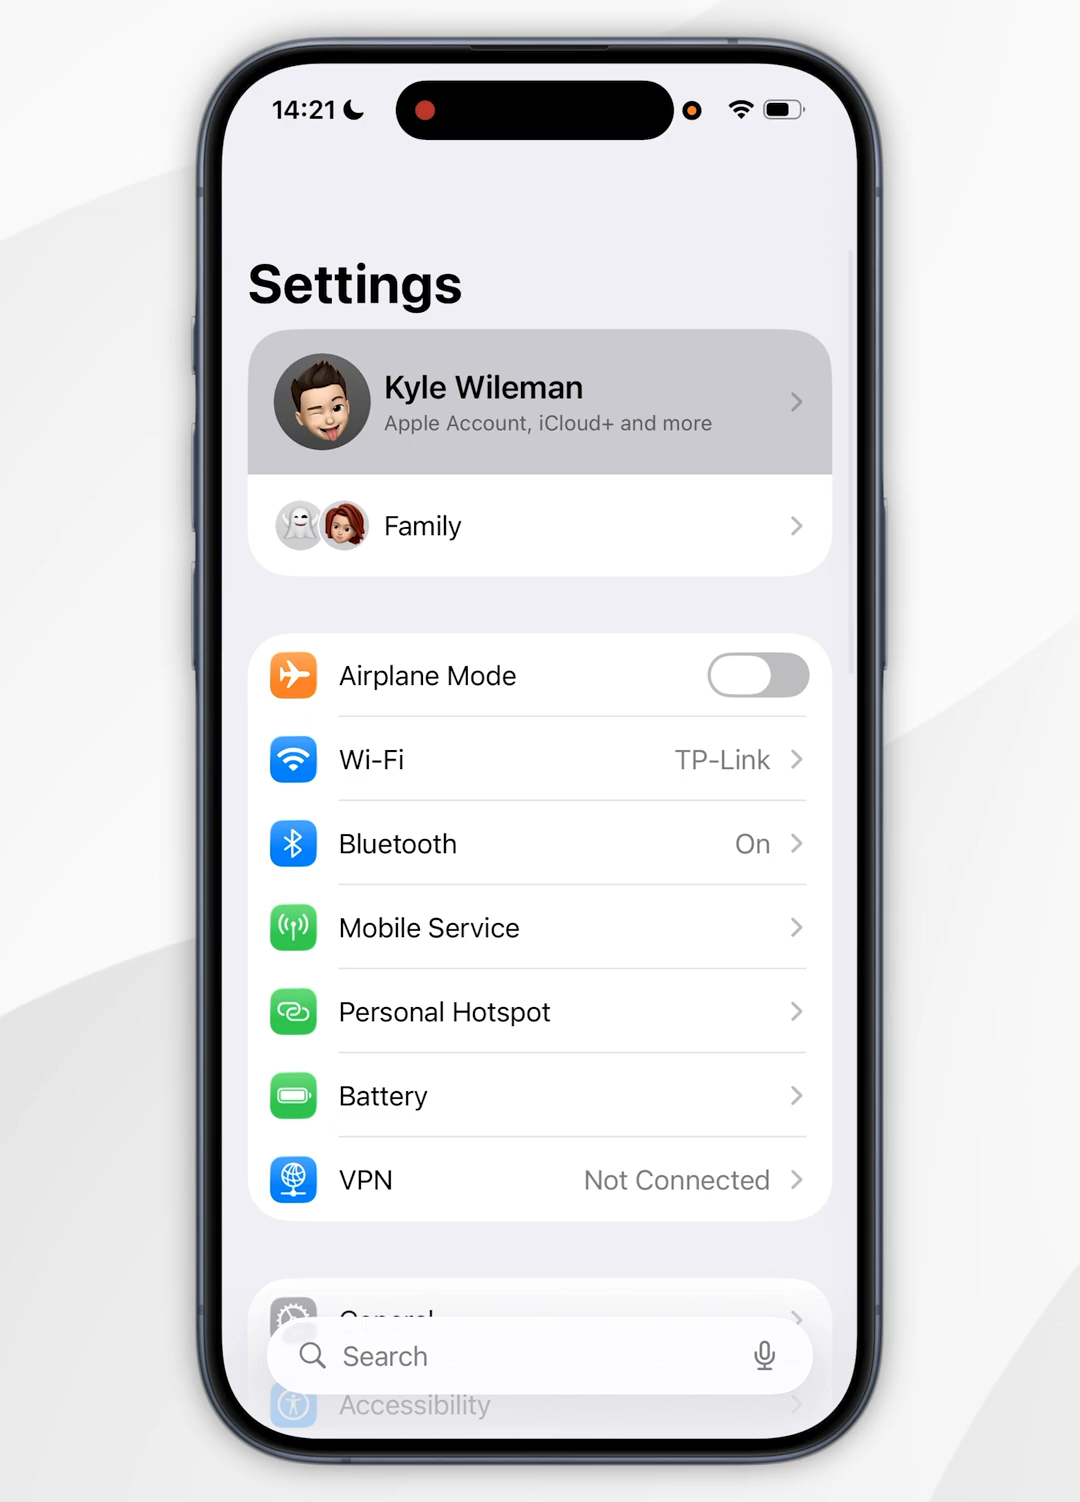 14:21
Settings
Kyle Wileman
Apple Account, iCloud+ and more
Family
Airplane Mode
Wi-Fi TP-Link
Bluetooth On
Mobile Service
Personal Hotspot
Battery
VPN Not Connected
General
Search
Accessibility